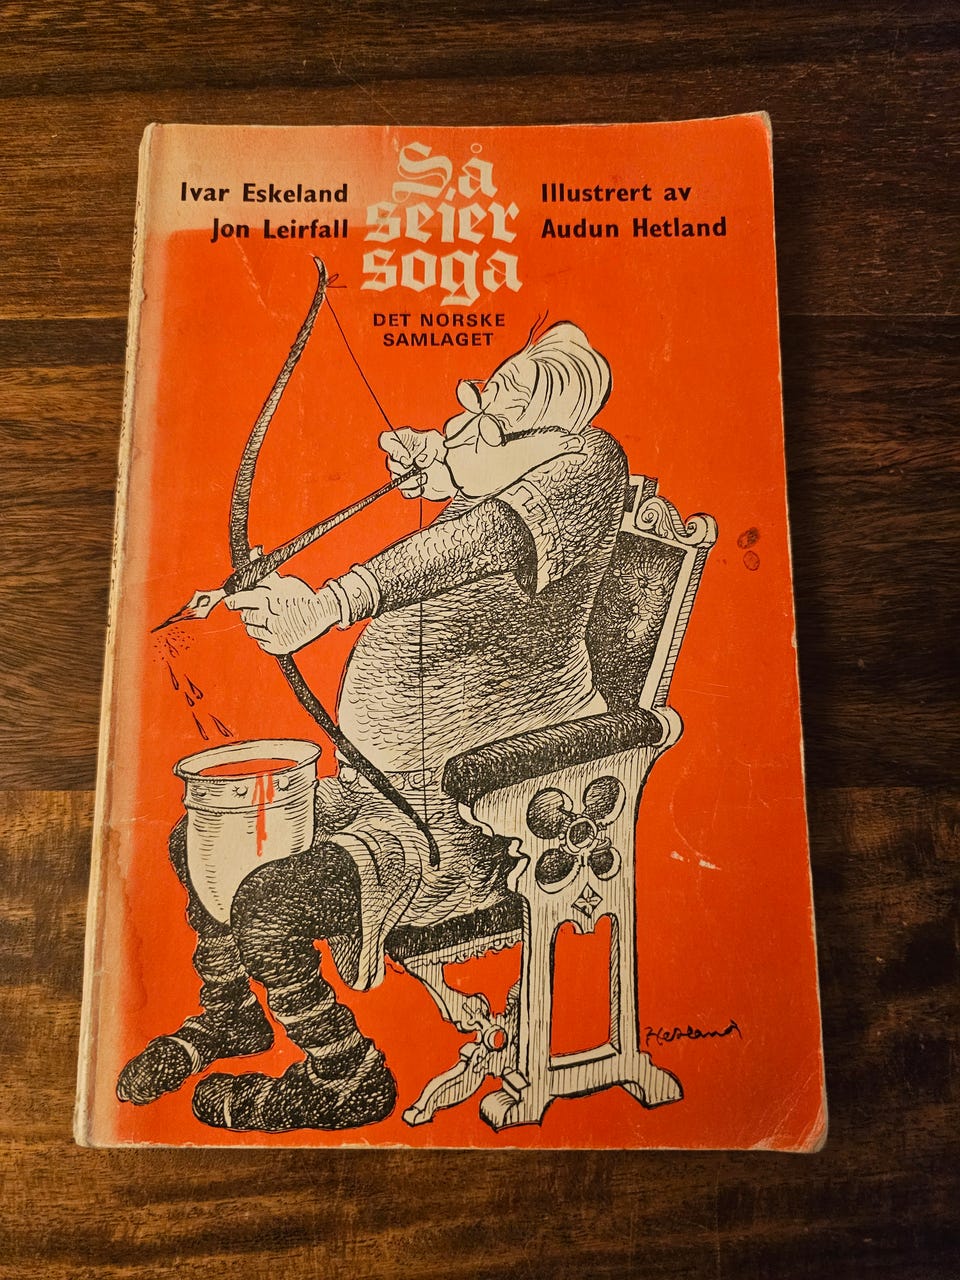 Ivar Eskeland
Jon Leirfall
Så
seier
soga
Illustrert av
Audun Hetland
DET NORSKE
SAMLAGET
Hetland